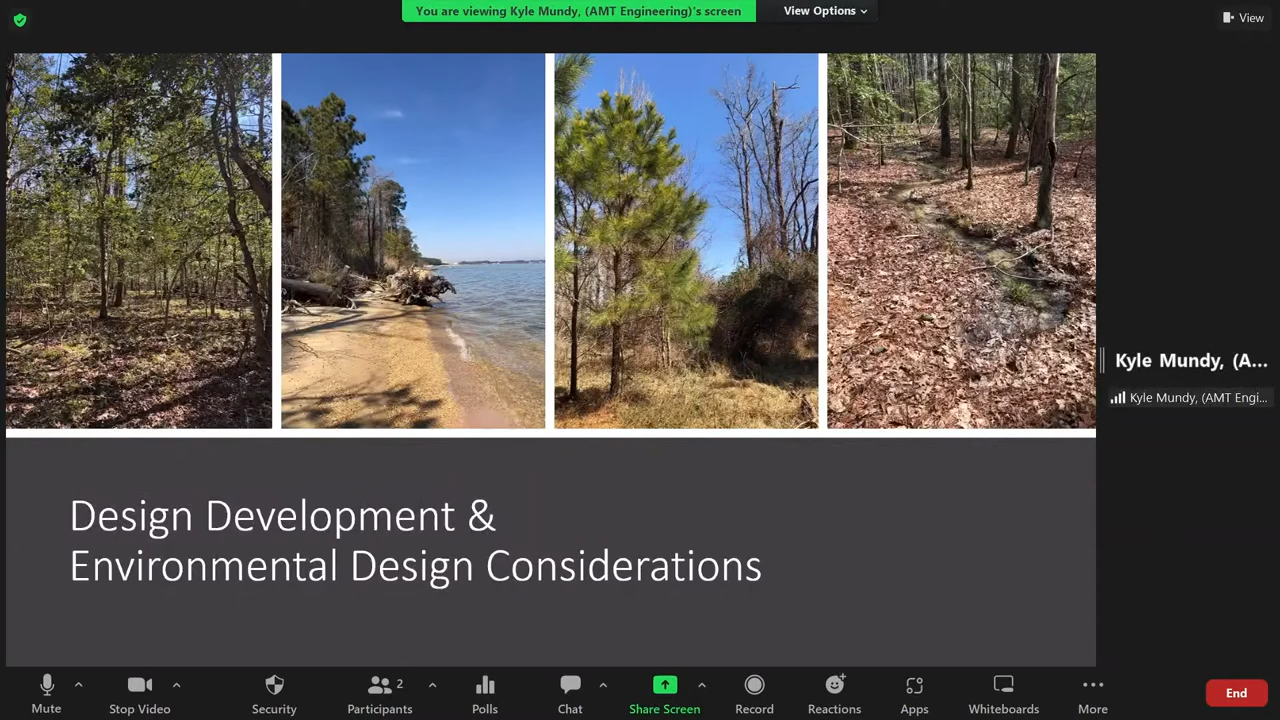 You are viewing Kyle Mundy, (AMT Engineering)'s screen
View Options
View
Kyle Mundy, (A...
Kyle Mundy, (AMT Engi...
Design Development &
Environmental Design Considerations
Mute
Stop Video
Security
Participants
2
Polls
Chat
Share Screen
Record
Reactions
Apps
Whiteboards
More
End